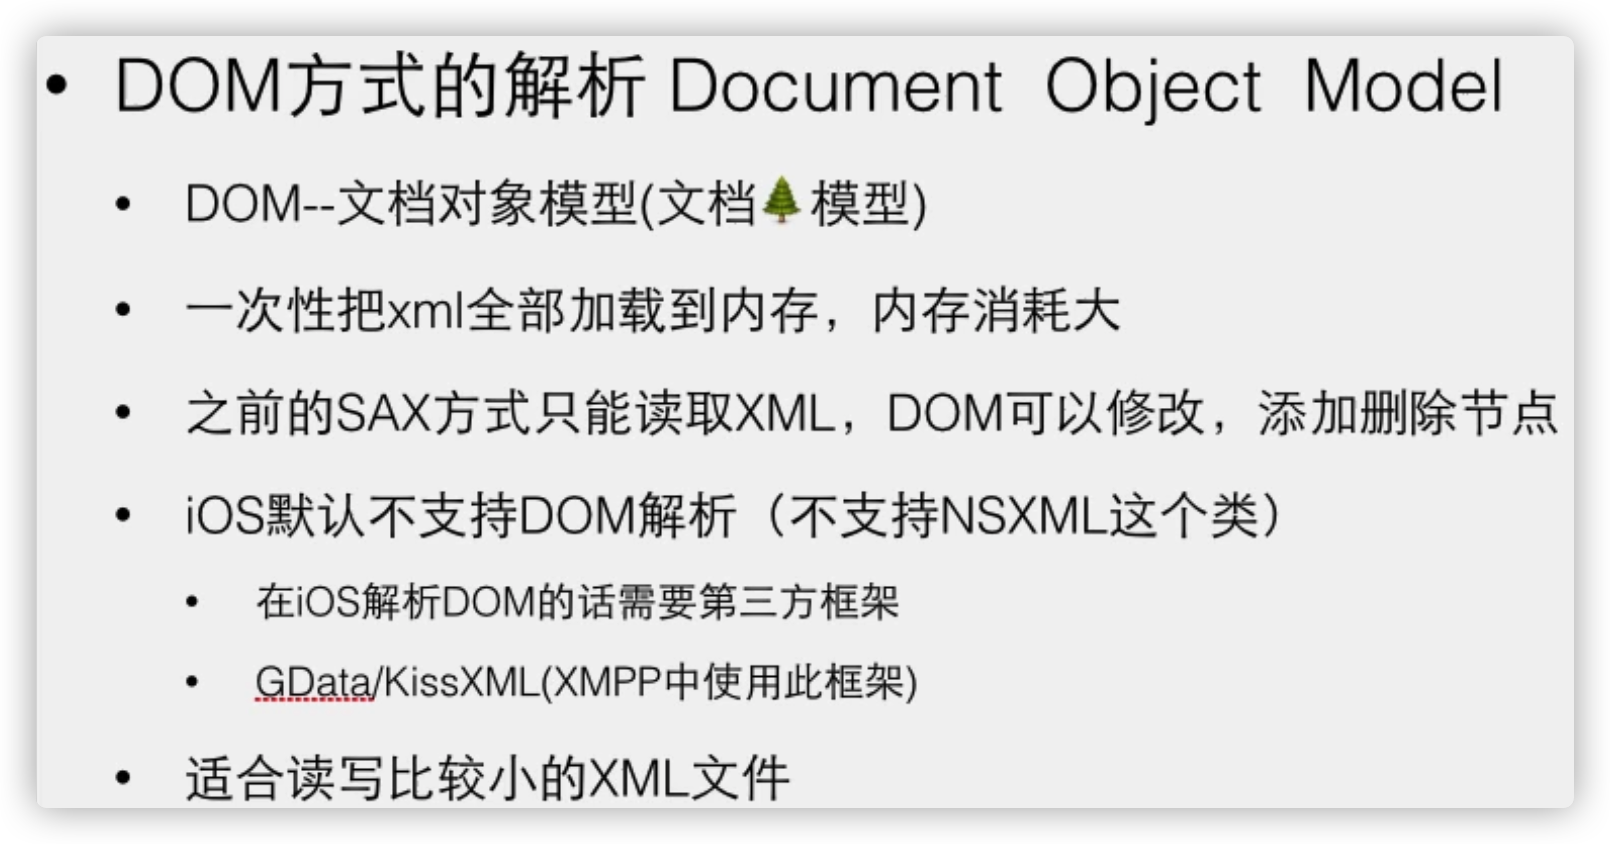 • DOM方式的解析 Document Object Model
• DOM--文档对象模型(文档🌲模型)
• 一次性把xml全部加载到内存，内存消耗大
• 之前的SAX方式只能读取XML，DOM可以修改，添加删除节点
• iOS默认不支持DOM解析（不支持NSXML这个类）
• 在iOS解析DOM的话需要第三方框架
• GData/KissXML(XMPP中使用此框架)
• 适合读写比较小的XML文件